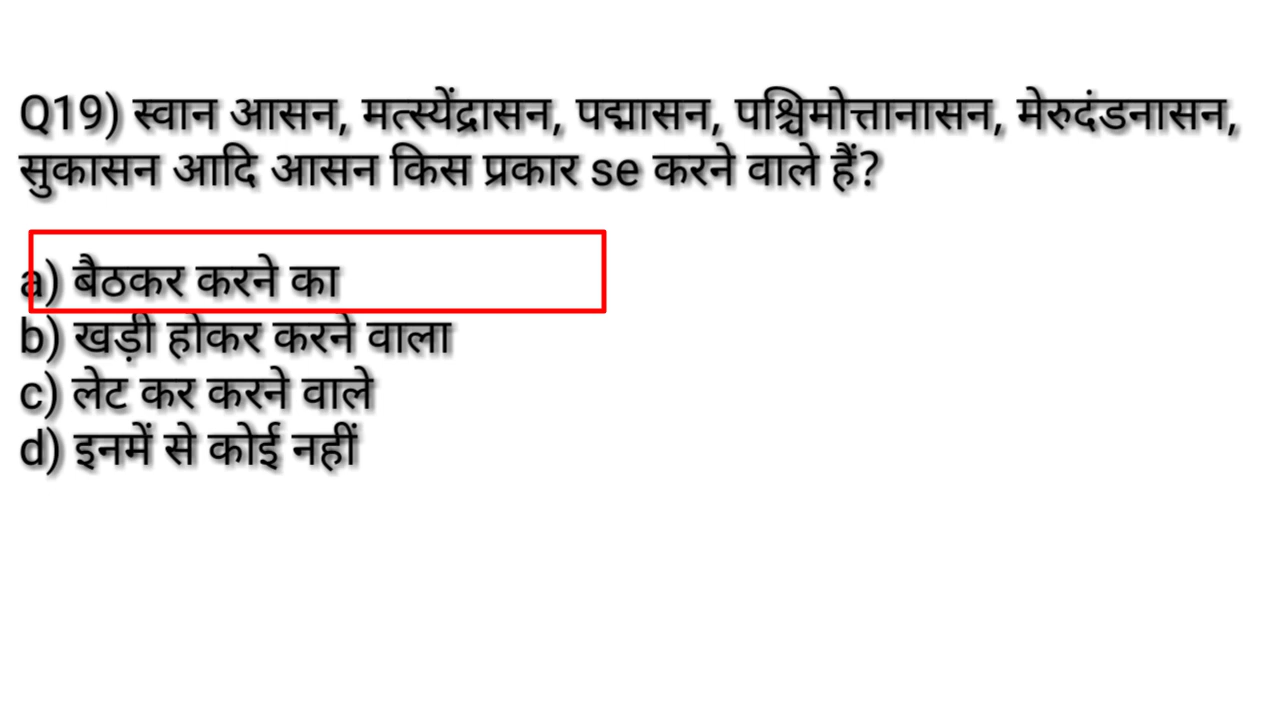 Q19) स्वान आसन, मत्स्येंद्रासन, पद्मासन, पश्चिमोत्तानासन, मेरुदंडनासन,
सुकासन आदि आसन किस प्रकार se करने वाले हैं?
a) बैठकर करने का
b) खड़ी होकर करने वाला
c) लेट कर करने वाले
d) इनमें से कोई नहीं